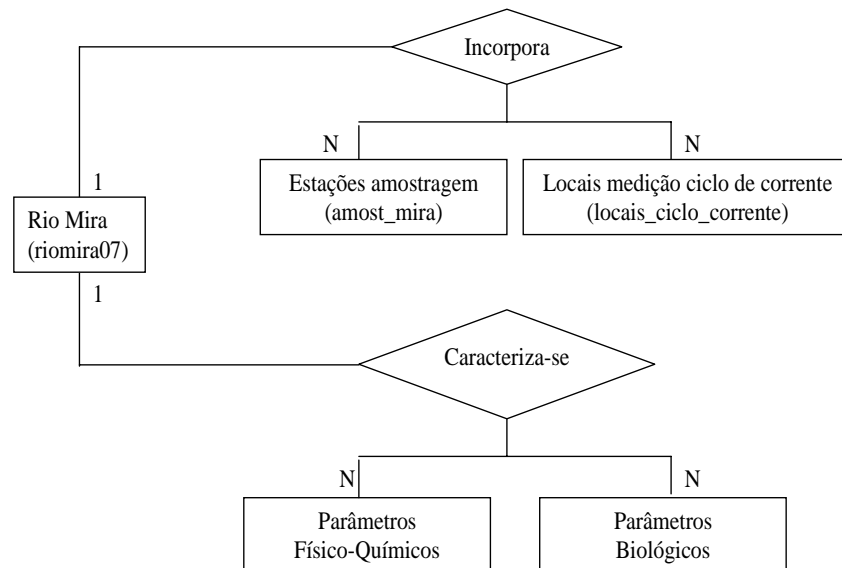 Incorpora
N
N
Estações amostragem
(amost_mira)
Locais medição ciclo de corrente
(locais_ciclo_corrente)
1
Rio Mira
(riomira07)
1
Caracteriza-se
N
N
Parâmetros
Físico-Químicos
Parâmetros
Biológicos